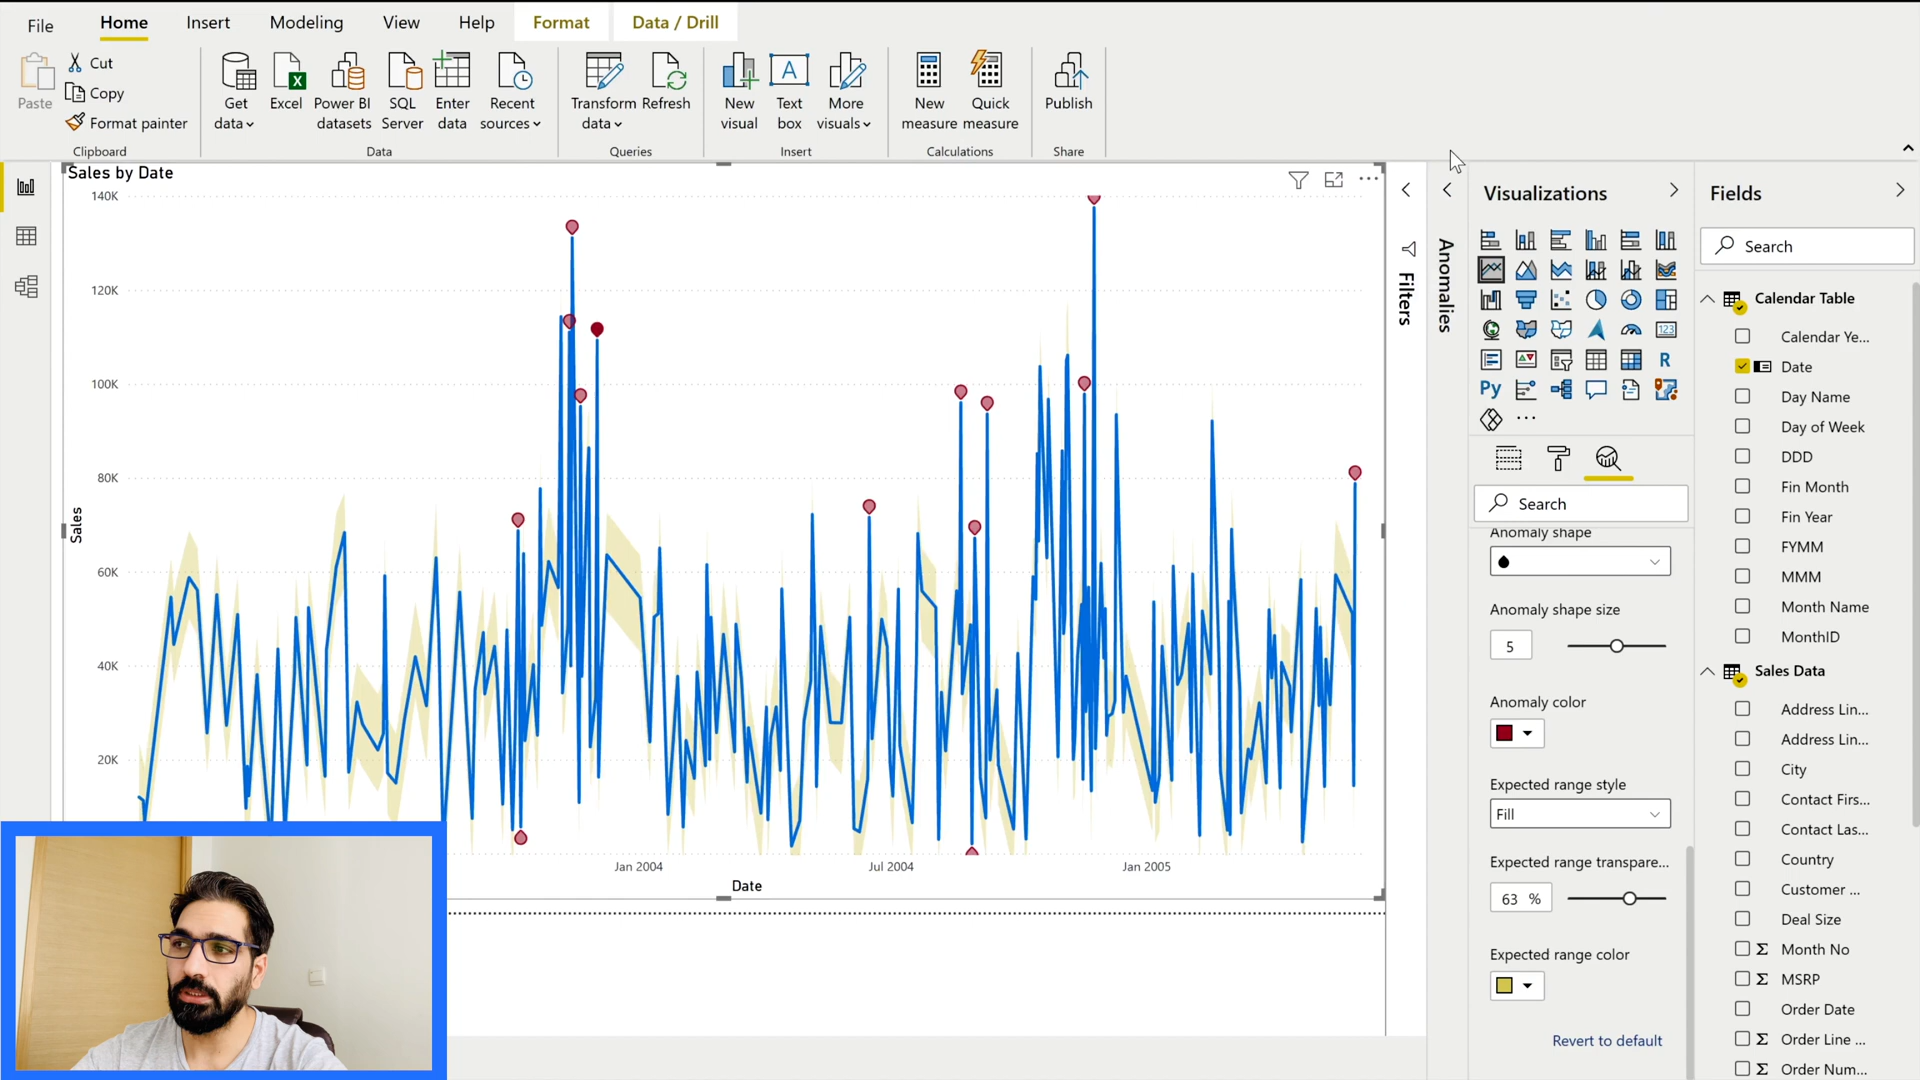 File
Home
Insert
Modeling
View
Help
Format
Data / Drill
Paste
Cut
Copy
Format painter
Clipboard
Get
data
Excel
Power BI
datasets
SQL
Server
Enter
data
Recent
sources
Data
Transform
data
Refresh
Queries
New
visual
Text
box
More
visuals
Insert
New
measure
Quick
measure
Calculations
Publish
Share
Sales by Date
140K
120K
100K
80K
60K
40K
20K
Sales
Jan 2004
Jul 2004
Jan 2005
Date
Filters
Anomalies
Visualizations
Search
Anomaly shape
Anomaly shape size
5
Anomaly color
Expected range style
Fill
Expected range transpare...
63 %
Expected range color
Revert to default
Fields
Search
Calendar Table
Calendar Ye...
Date
Day Name
Day of Week
DDD
Fin Month
Fin Year
FYMM
MMM
Month Name
MonthID
Sales Data
Address Lin...
Address Lin...
City
Contact Firs...
Contact Las...
Country
Customer ...
Deal Size
Σ Month No
Σ MSRP
Order Date
Σ Order Line ...
Σ Order Num...
R
Py
123
A
X